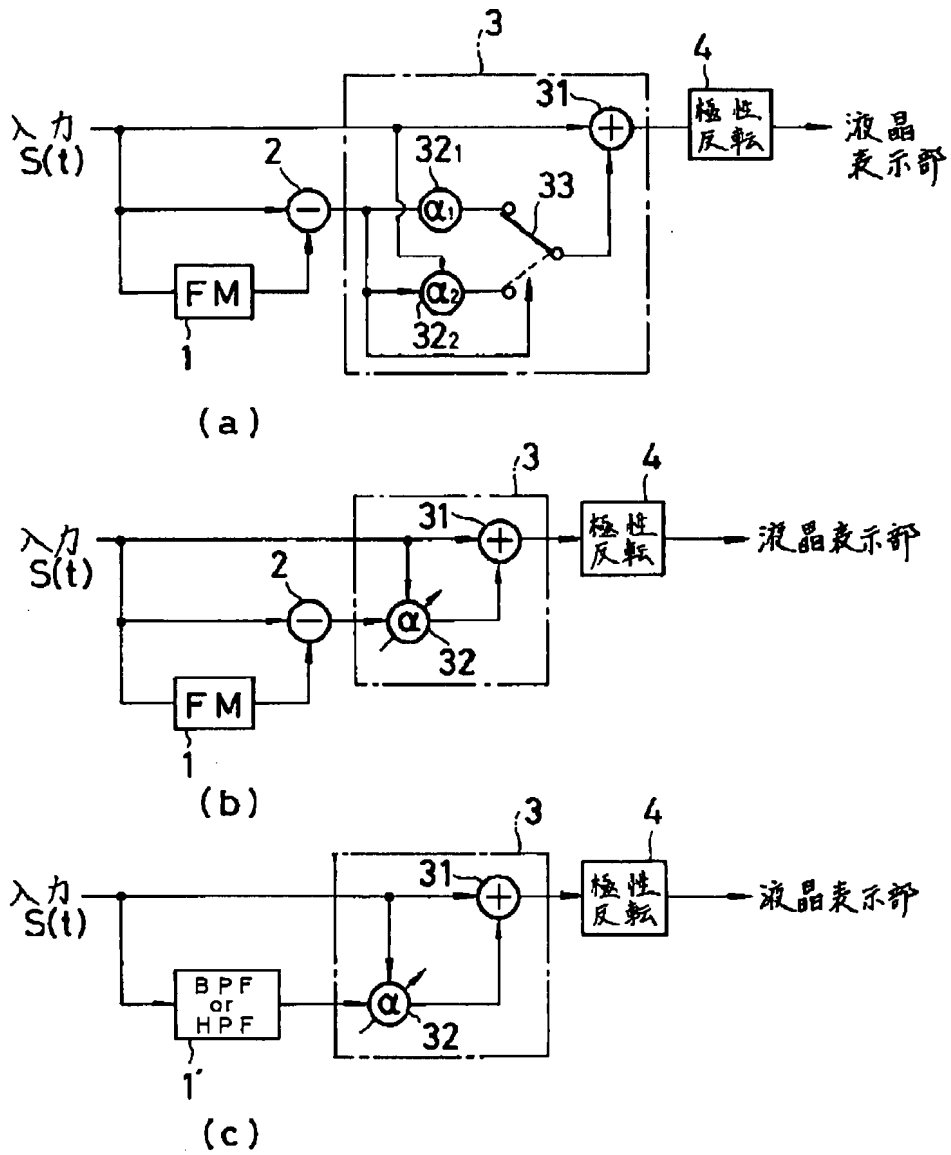 3
4
入力
S(t)
31
極性
反転
液晶
表示部
2
32₁
α₁
33
+
−
FM
α₂
32₂
1
(a)
3
4
入力
S(t)
31
+
極性
反転
液晶表示部
2
−
α
32
FM
1
(b)
3
4
入力
S(t)
31
+
極性
反転
液晶表示部
BPF
or
HPF
α
32
1'
(c)